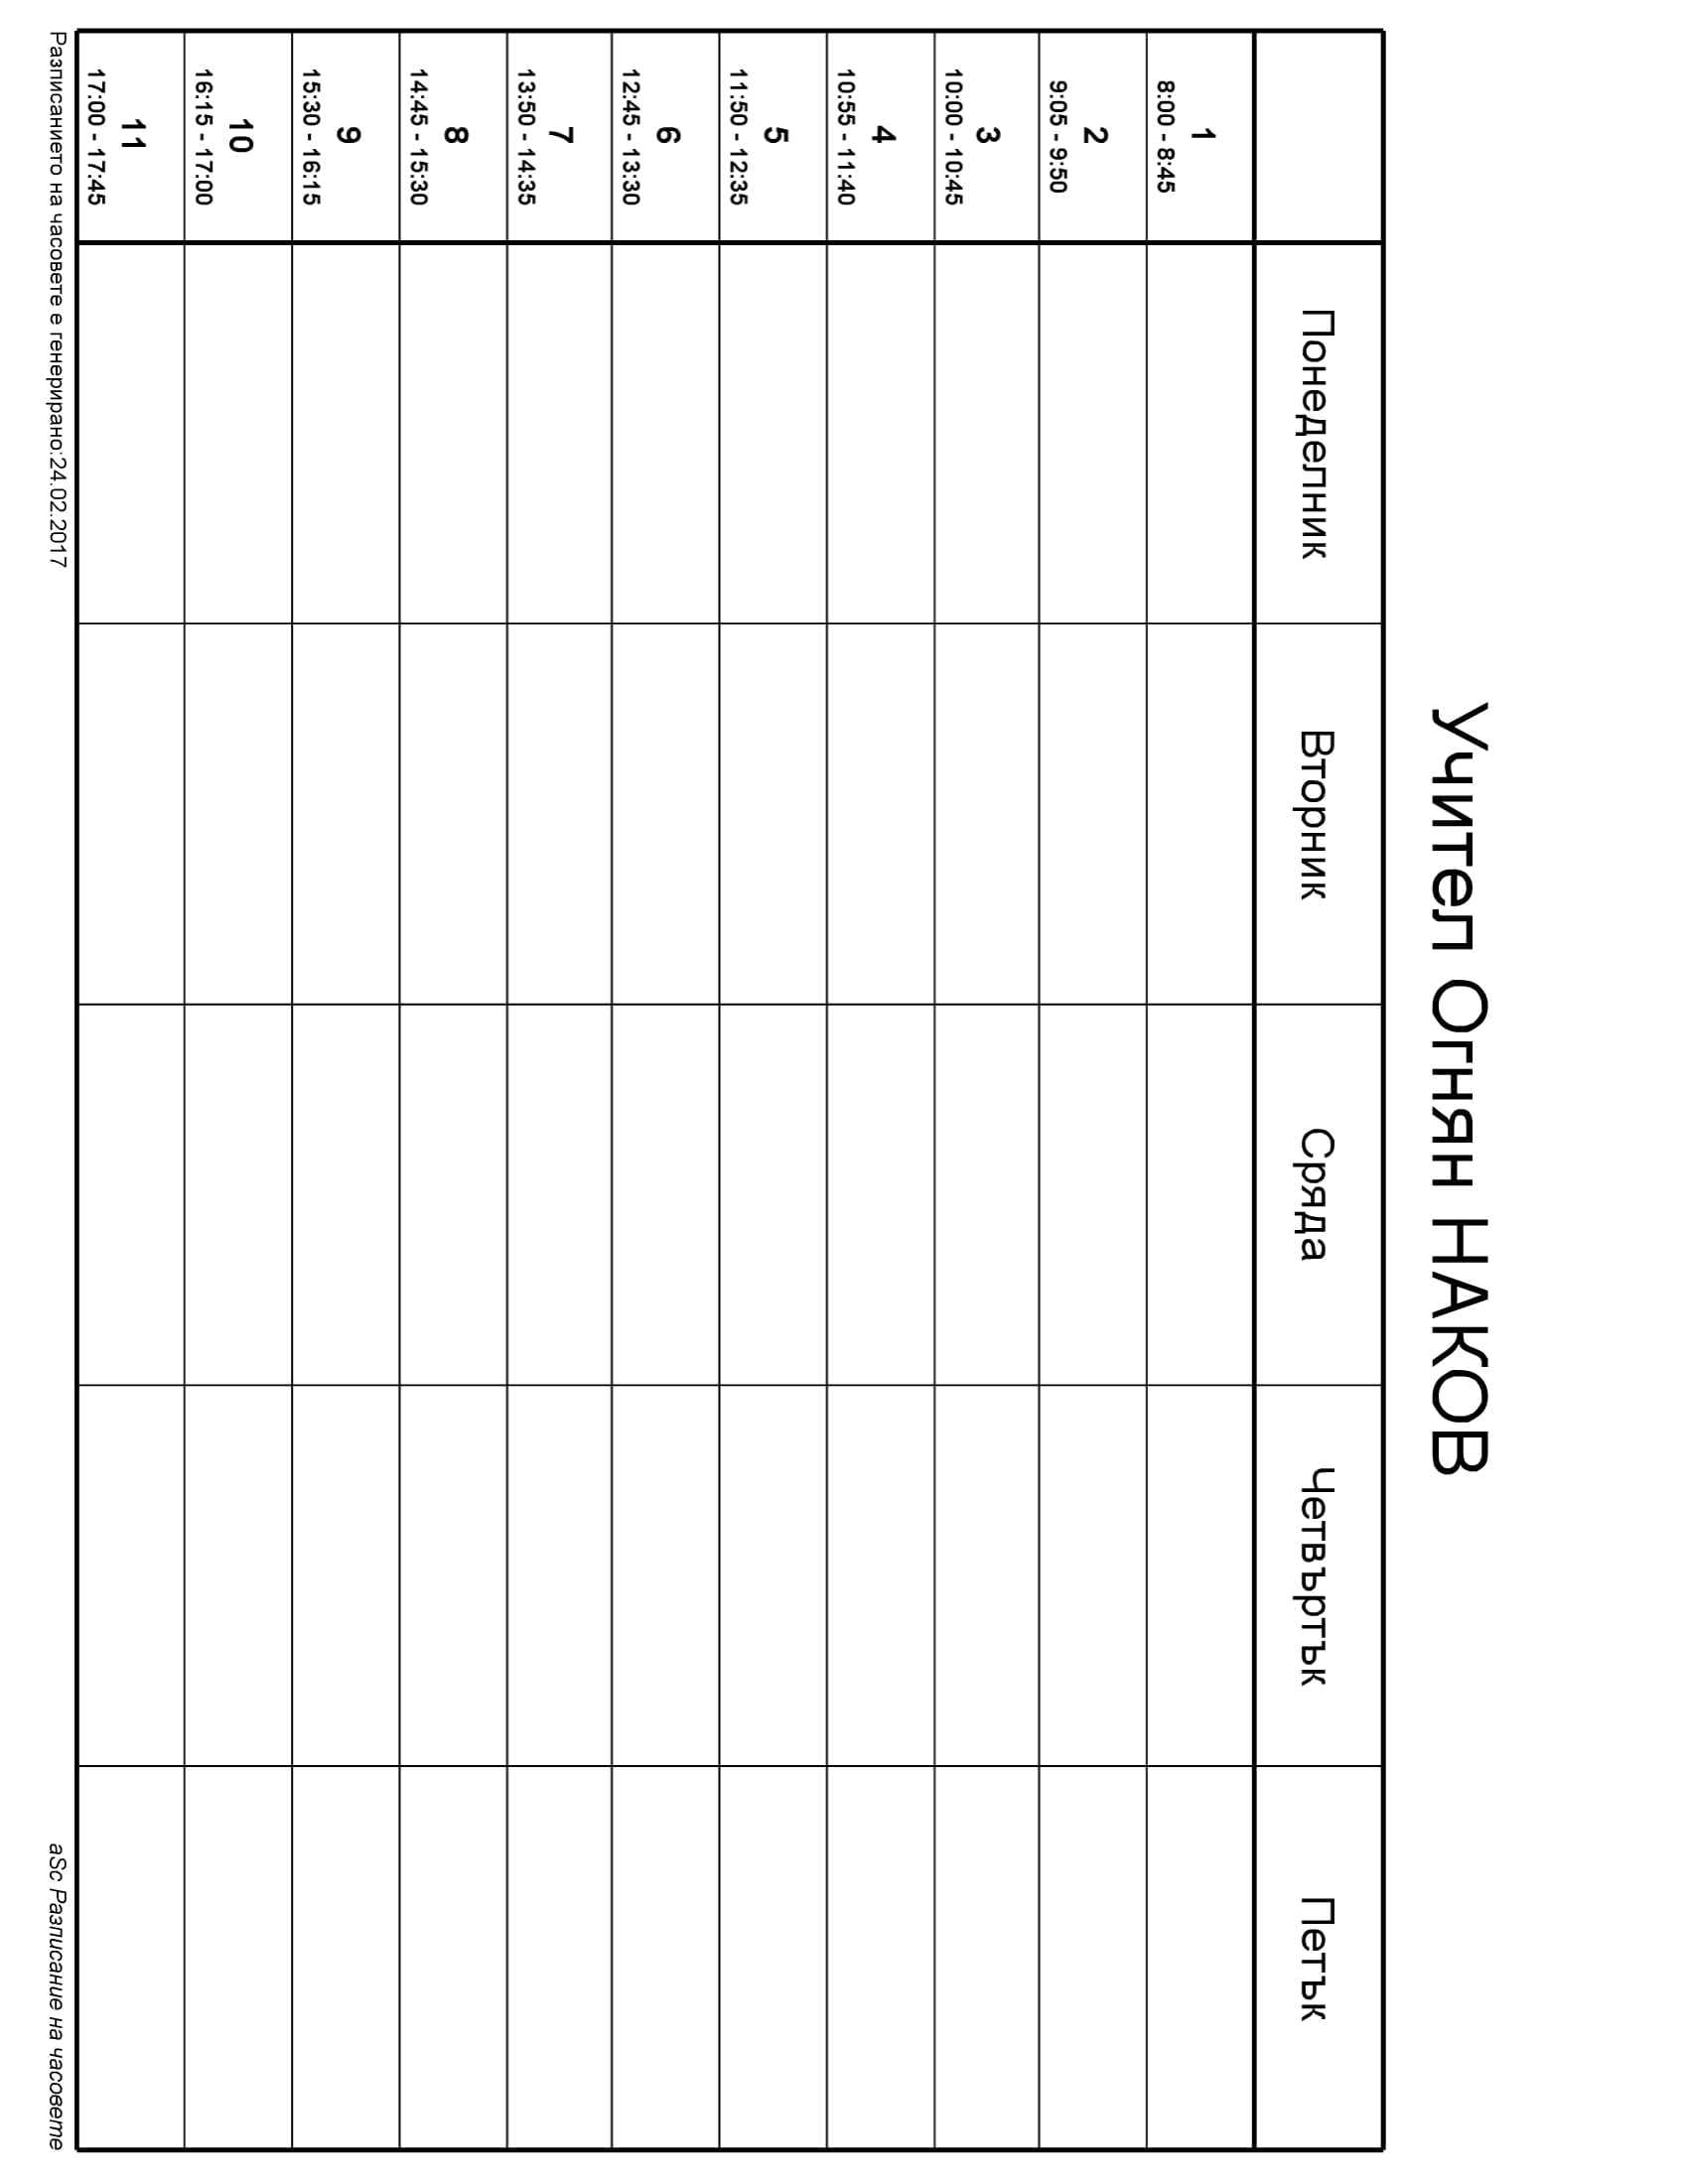 Учител Огнян НАКОВ
Понеделник Вторник Сряда Четвъртък Петък
1
8:00 - 8:45
2
9:05 - 9:50
3
10:00 - 10:45
4
10:55 - 11:40
5
11:50 - 12:35
6
12:45 - 13:30
7
13:50 - 14:35
8
14:45 - 15:30
9
15:30 - 16:15
10
16:15 - 17:00
11
17:00 - 17:45
Разписанието на часовете е генерирано:24.02.2017 aSc Разписание на часовете